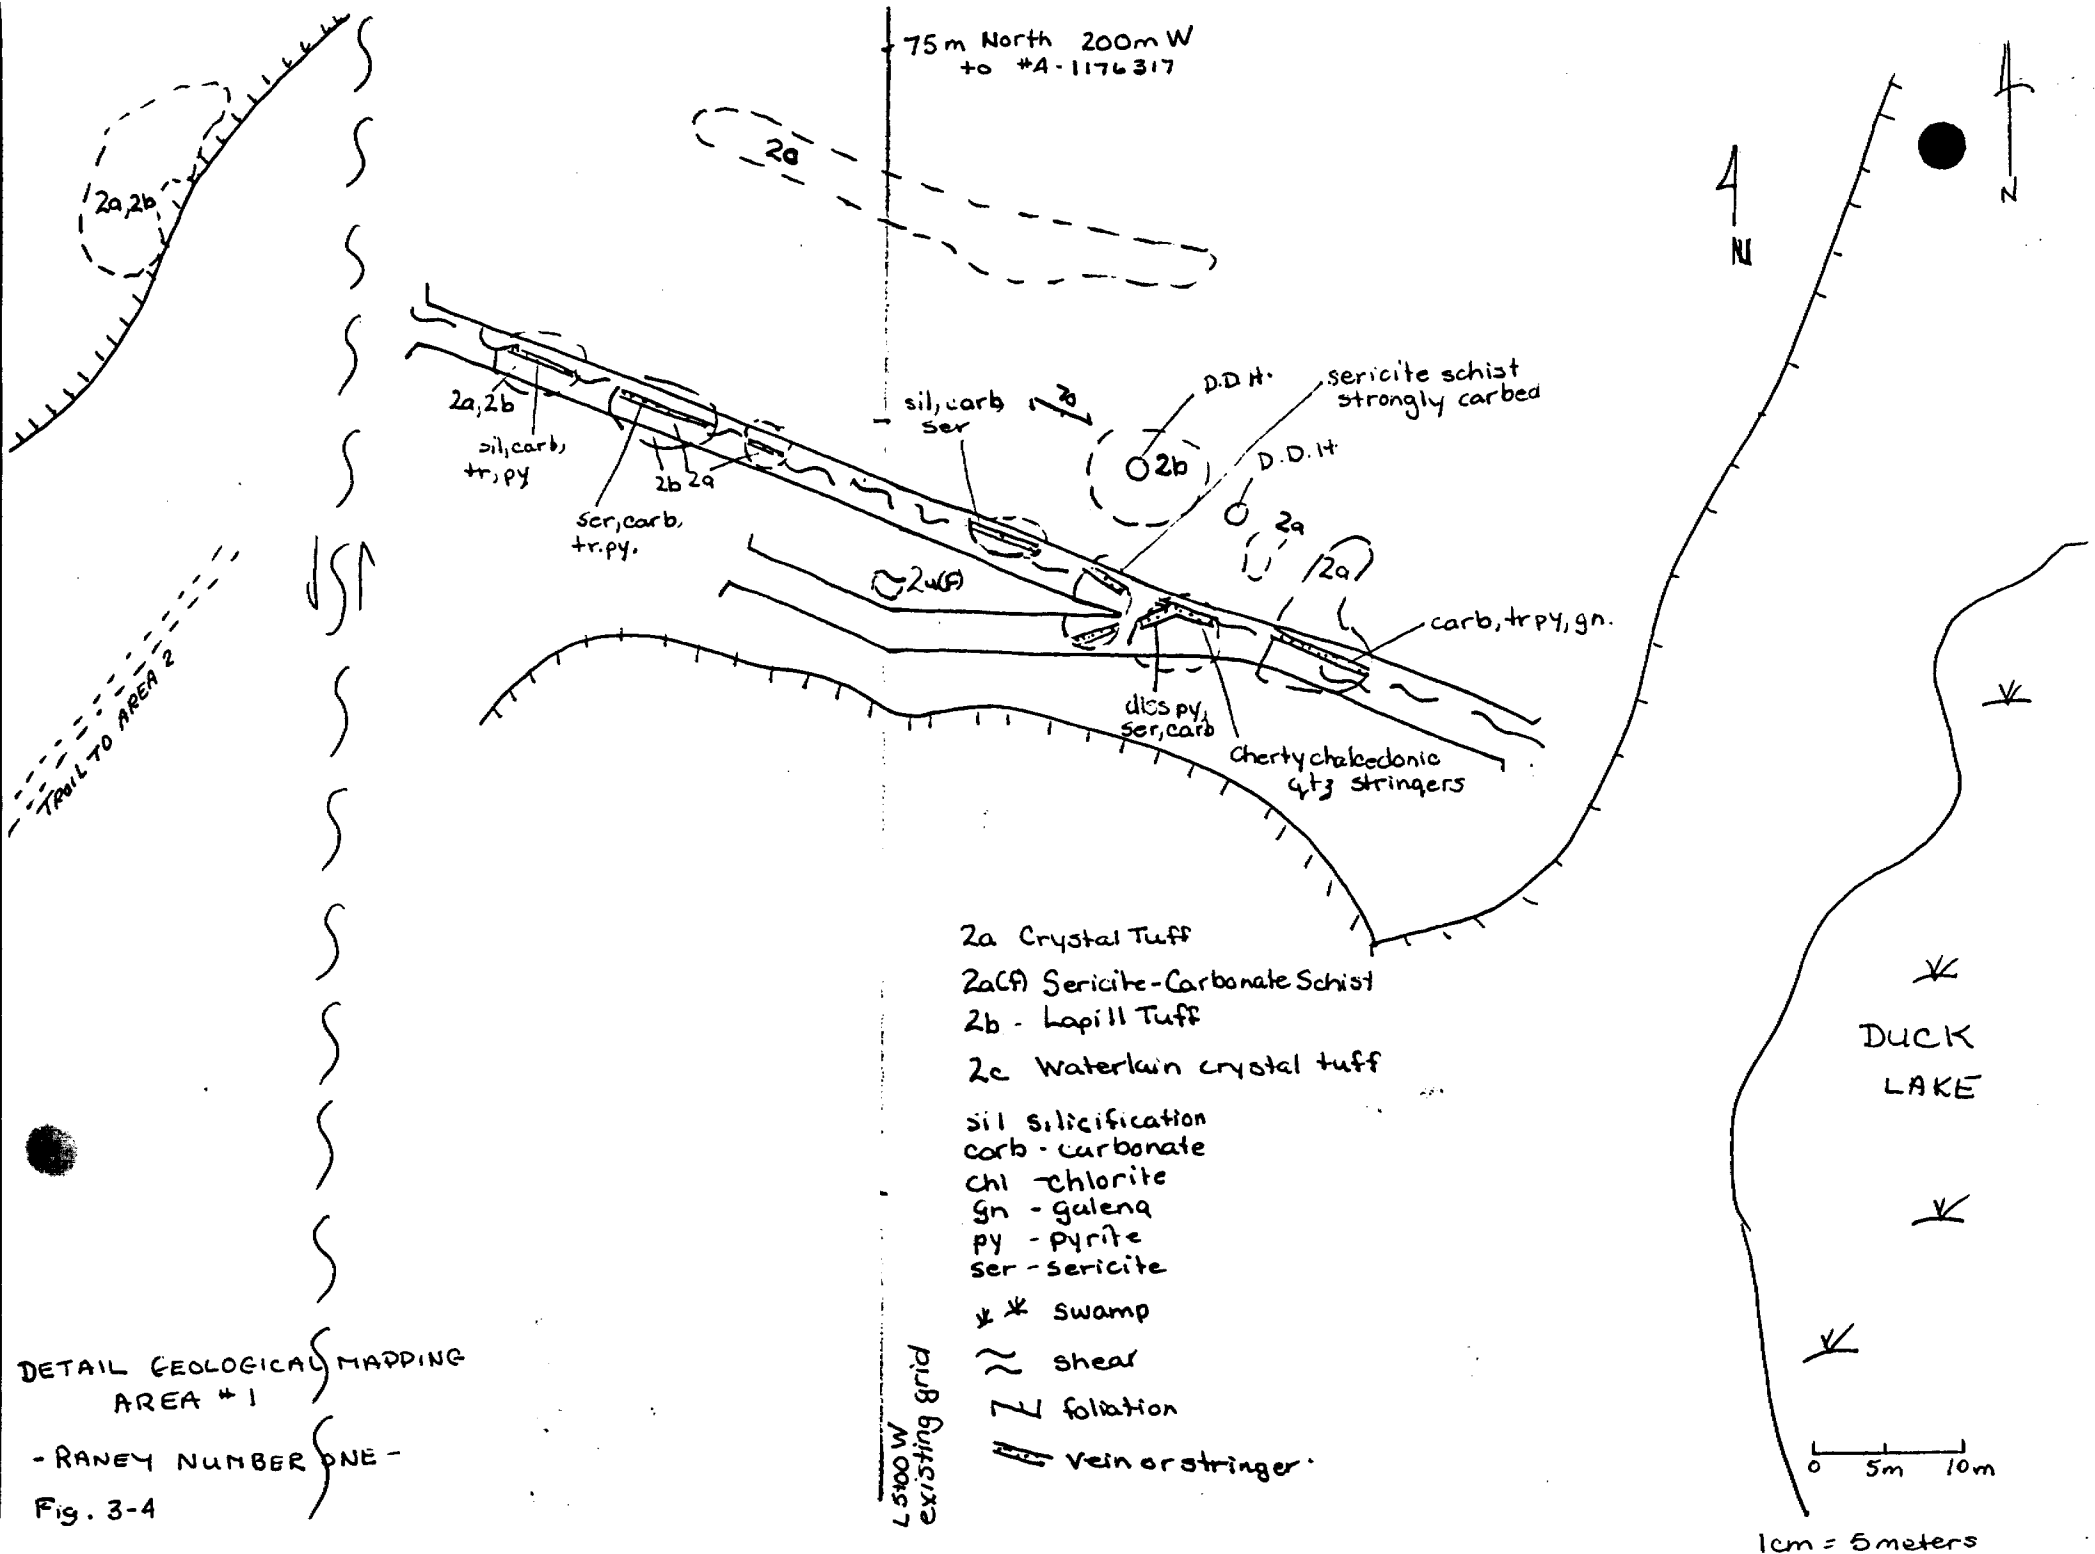 75m North 200m W
to #A-1176317
2a
2a,2b
N
N
sericite schist
strongly carbed
D.D.H.
sil, carb,
ser
70
2b
D.D.H
2a
2a
2a,2b
sil,carb,
tr,py
2b 2a
ser,carb,
tr.py.
2a(f)
carb, tr py, gn.
diss py,
ser, carb
Cherty chalcedonic
qtz stringers
TRAIL TO AREA 2
2a Crystal Tuff
2a(f) Sericite-Carbonate Schist
2b - Lapill Tuff
2c Waterlain crystal tuff
sil silicification
carb - carbonate
chl - chlorite
gn - galena
py - pyrite
ser - sericite
swamp
shear
foliation
vein or stringer.
DUCK
LAKE
L5+00W
existing grid
DETAIL GEOLOGICAL MAPPING
AREA #1
- RANEY NUMBER ONE -
Fig. 3-4
0 5m 10m
1cm = 5meters